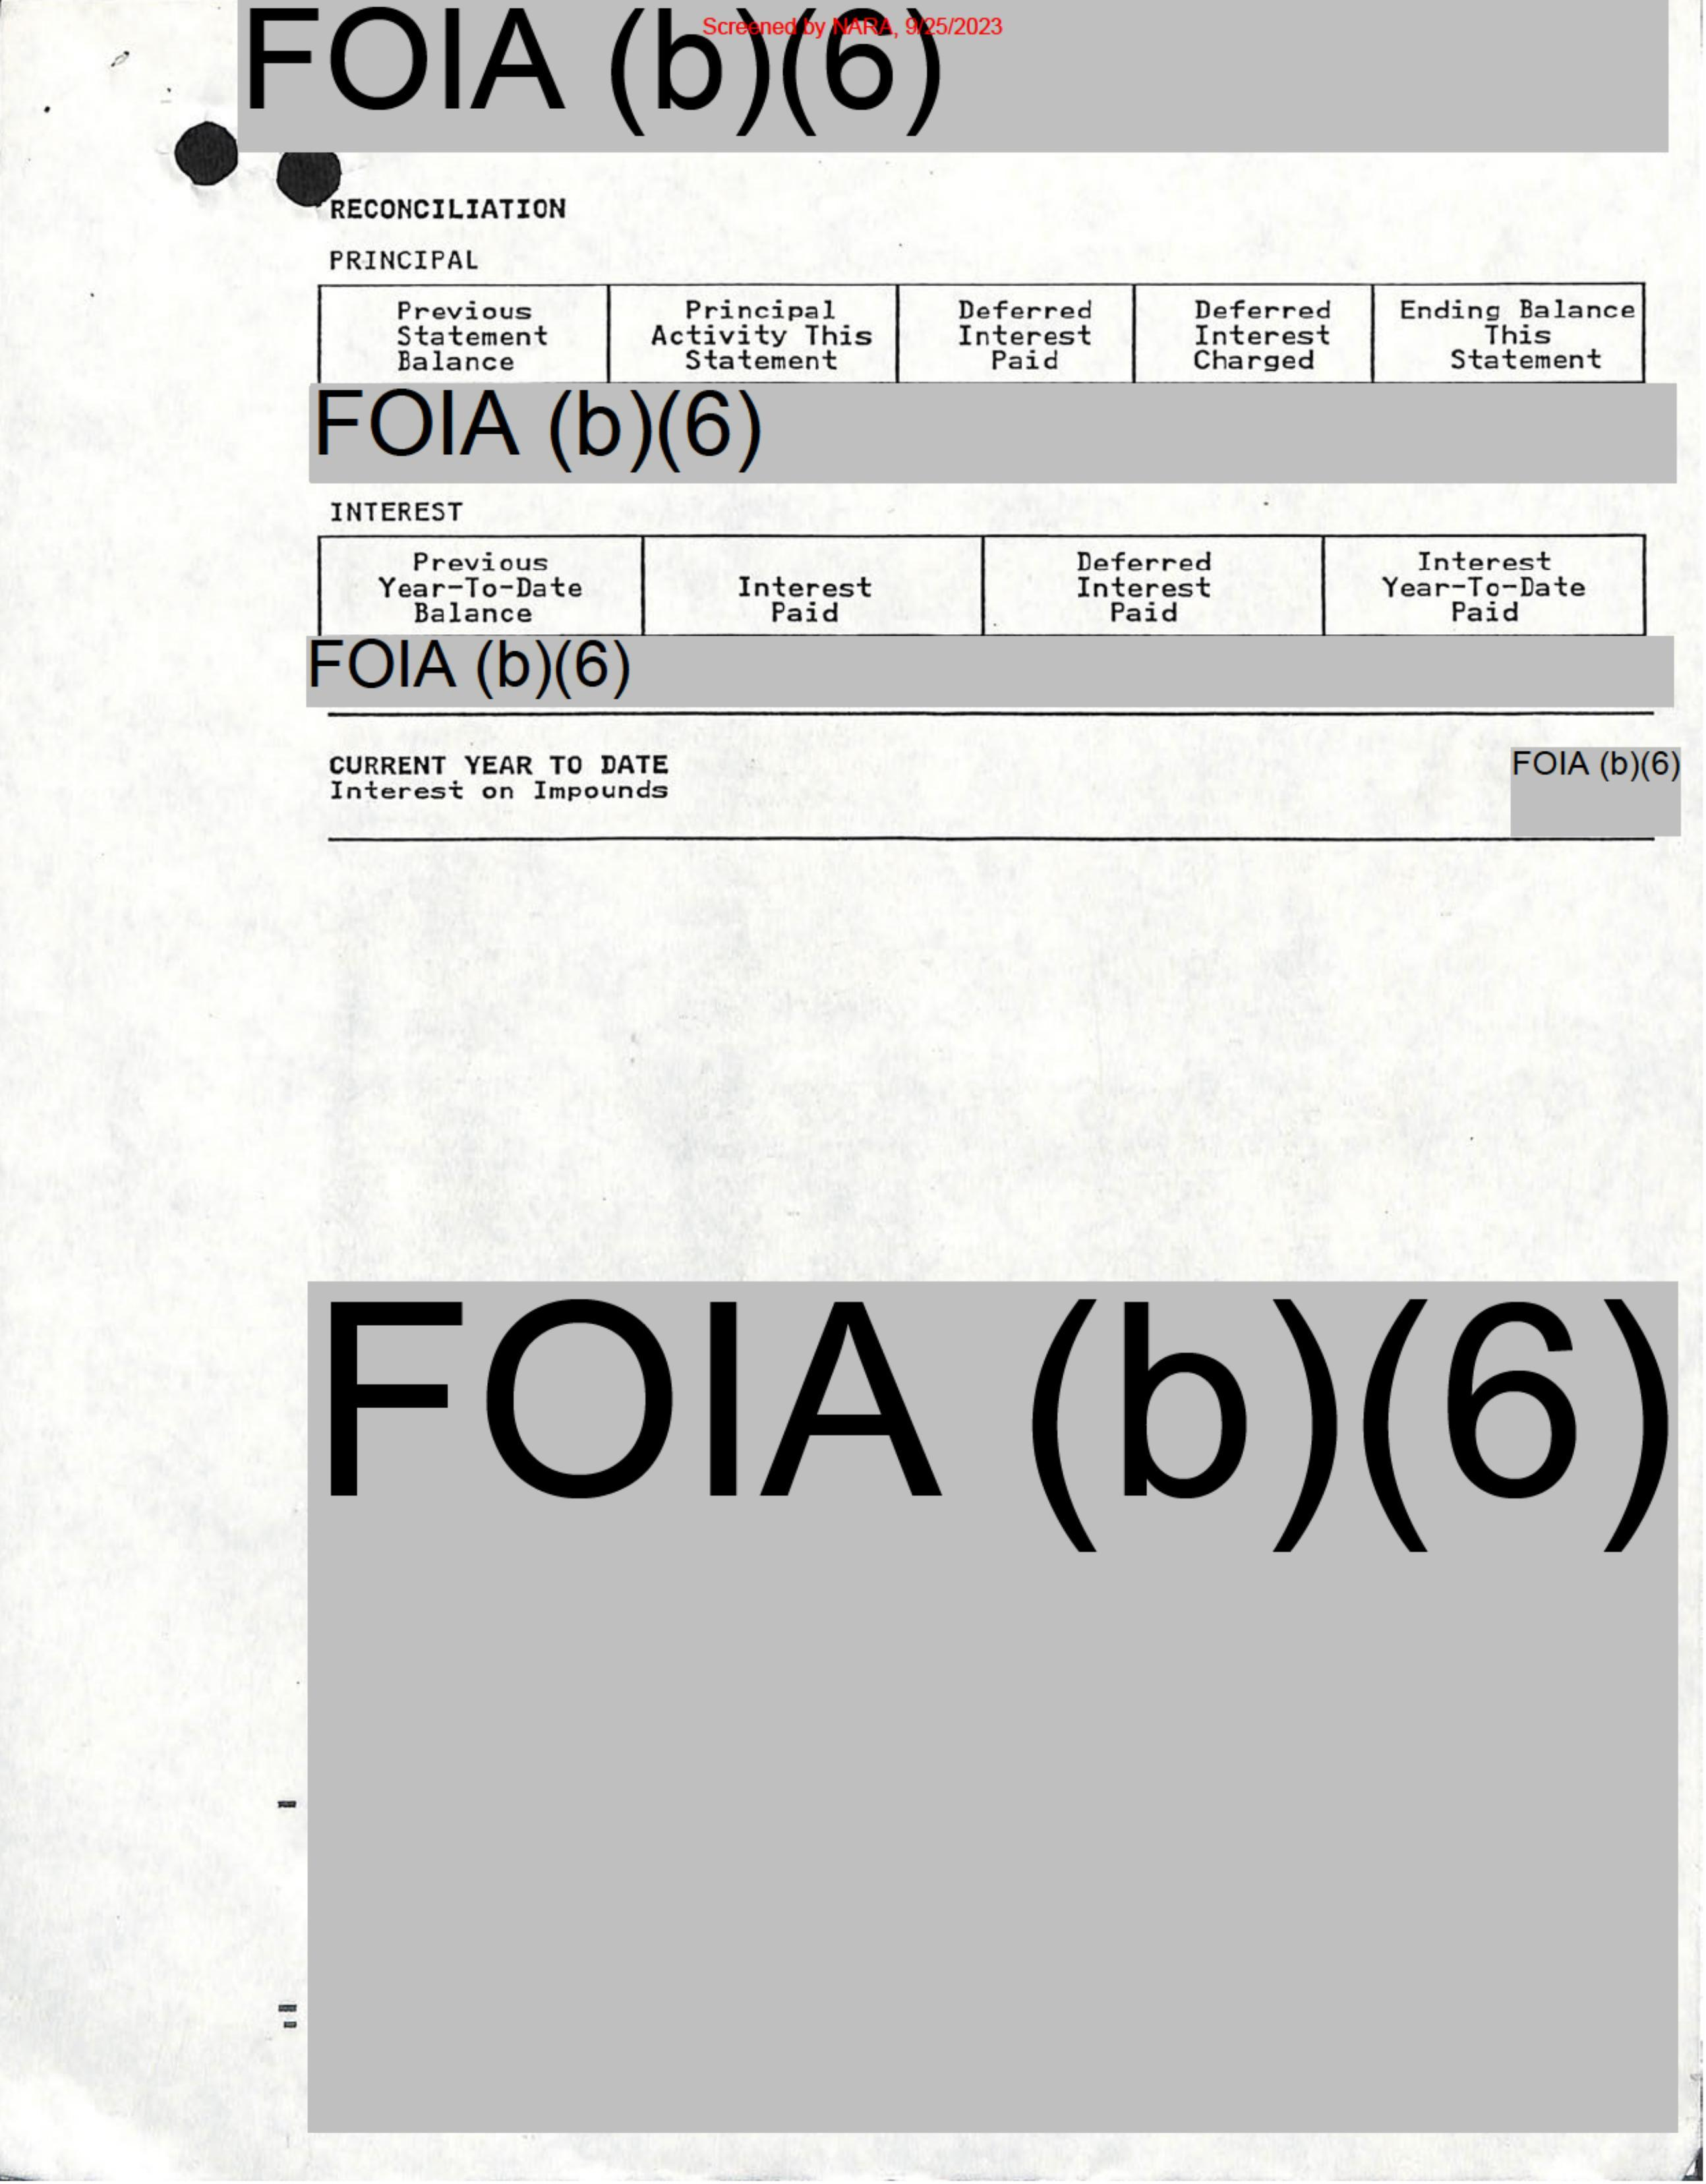 Screened by NARA, 9/25/2023
FOIA (b)(6)
RECONCILIATION
PRINCIPAL
Previous Statement Balance
Principal Activity This Statement
Deferred Interest Paid
Deferred Interest Charged
Ending Balance This Statement
FOIA (b)(6)
INTEREST
Previous Year-To-Date Balance
Interest Paid
Deferred Interest Paid
Interest Year-To-Date Paid
FOIA (b)(6)
CURRENT YEAR TO DATE
Interest on Impounds
FOIA (b)(6)
FOIA (b)(6)